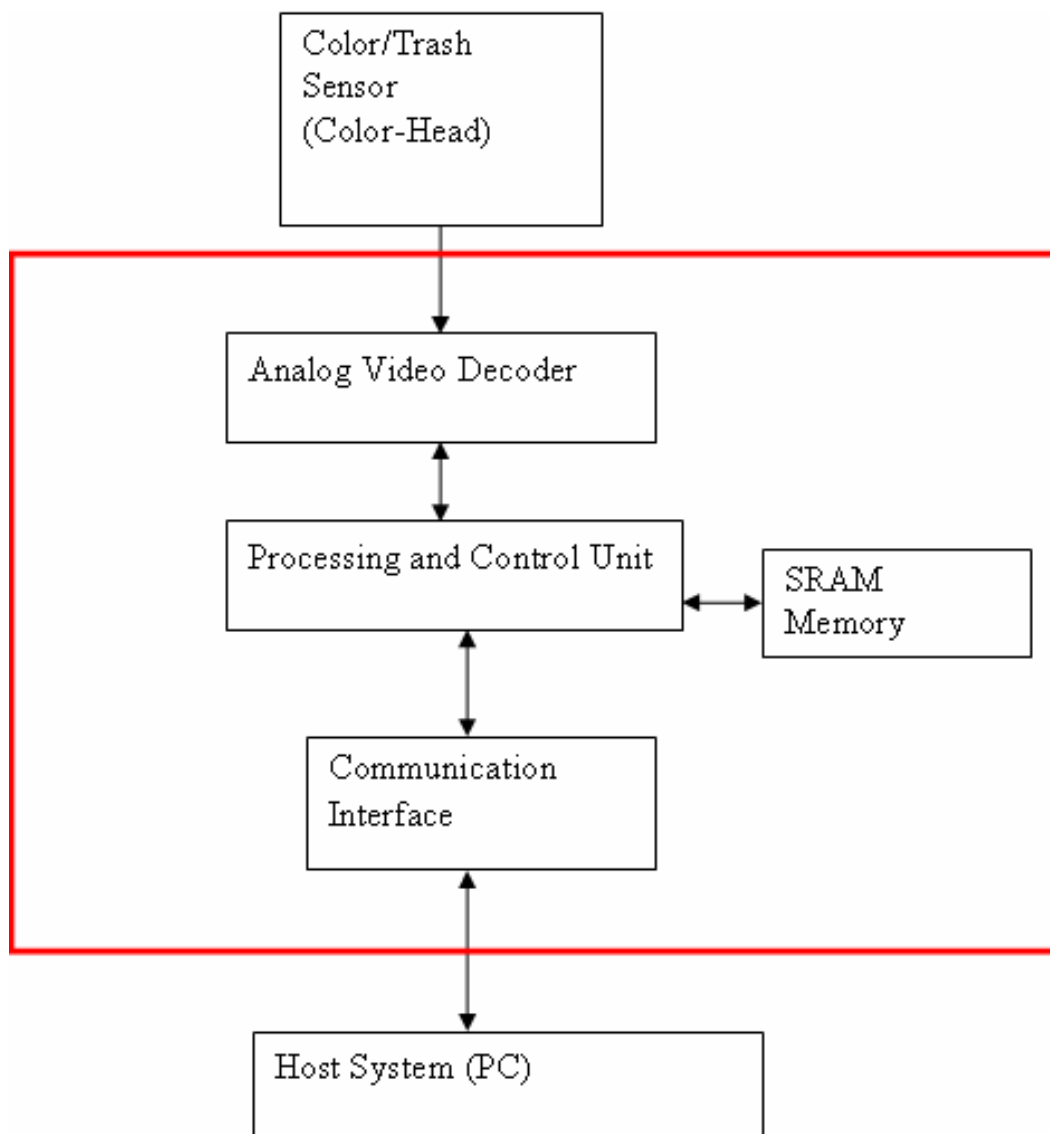 Color/Trash
Sensor
(Color-Head)
Analog Video Decoder
Processing and Control Unit
SRAM
Memory
Communication
Interface
Host System (PC)